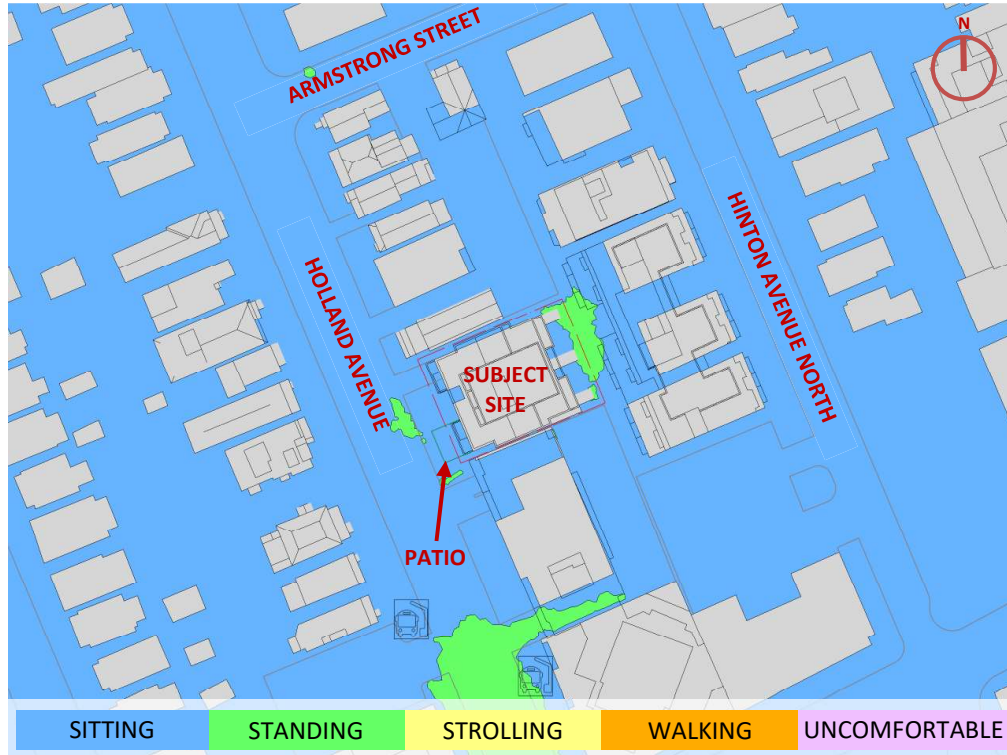 ARMSTRONG STREET
N
HOLLAND AVENUE
HINTON AVENUE NORTH
SUBJECT
SITE
PATIO
SITTING
STANDING
STROLLING
WALKING
UNCOMFORTABLE